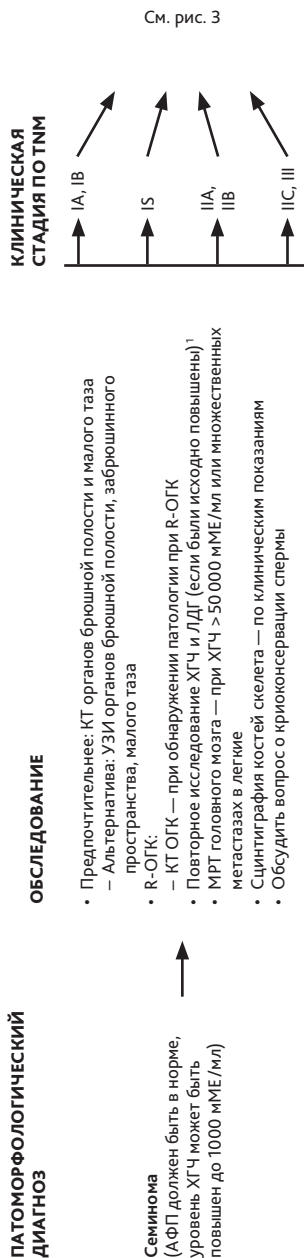 ПАТОМОРФОЛОГИЧЕСКИЙ
ДИАГНОЗ
Семинома
(АФП должен быть в норме,
уровень ХГЧ может быть
повышен до 1000 мМЕ/мл)
ОБСЛЕДОВАНИЕ
• Предпочтительнее: КТ органов брюшной полости и малого таза
– Альтернатива: УЗИ органов брюшной полости, забрюшинного
пространства, малого таза
• R-ОГК:
– КТ ОГК — при обнаружении патологии при R-ОГК
• Повторное исследование ХГЧ и ЛДГ (если были исходно повышены) ¹
• МРТ головного мозга — при ХГЧ > 50 000 мМЕ/мл или множественных
метастазах в легкие
• Сцинтиграфия костей скелета — по клиническим показаниям
• Обсудить вопрос о криоконсервации спермы
КЛИНИЧЕСКАЯ
СТАДИЯ ПО TNM
IA, IB
IS
IIA,
IIB
IIC, III
См. рис. 3